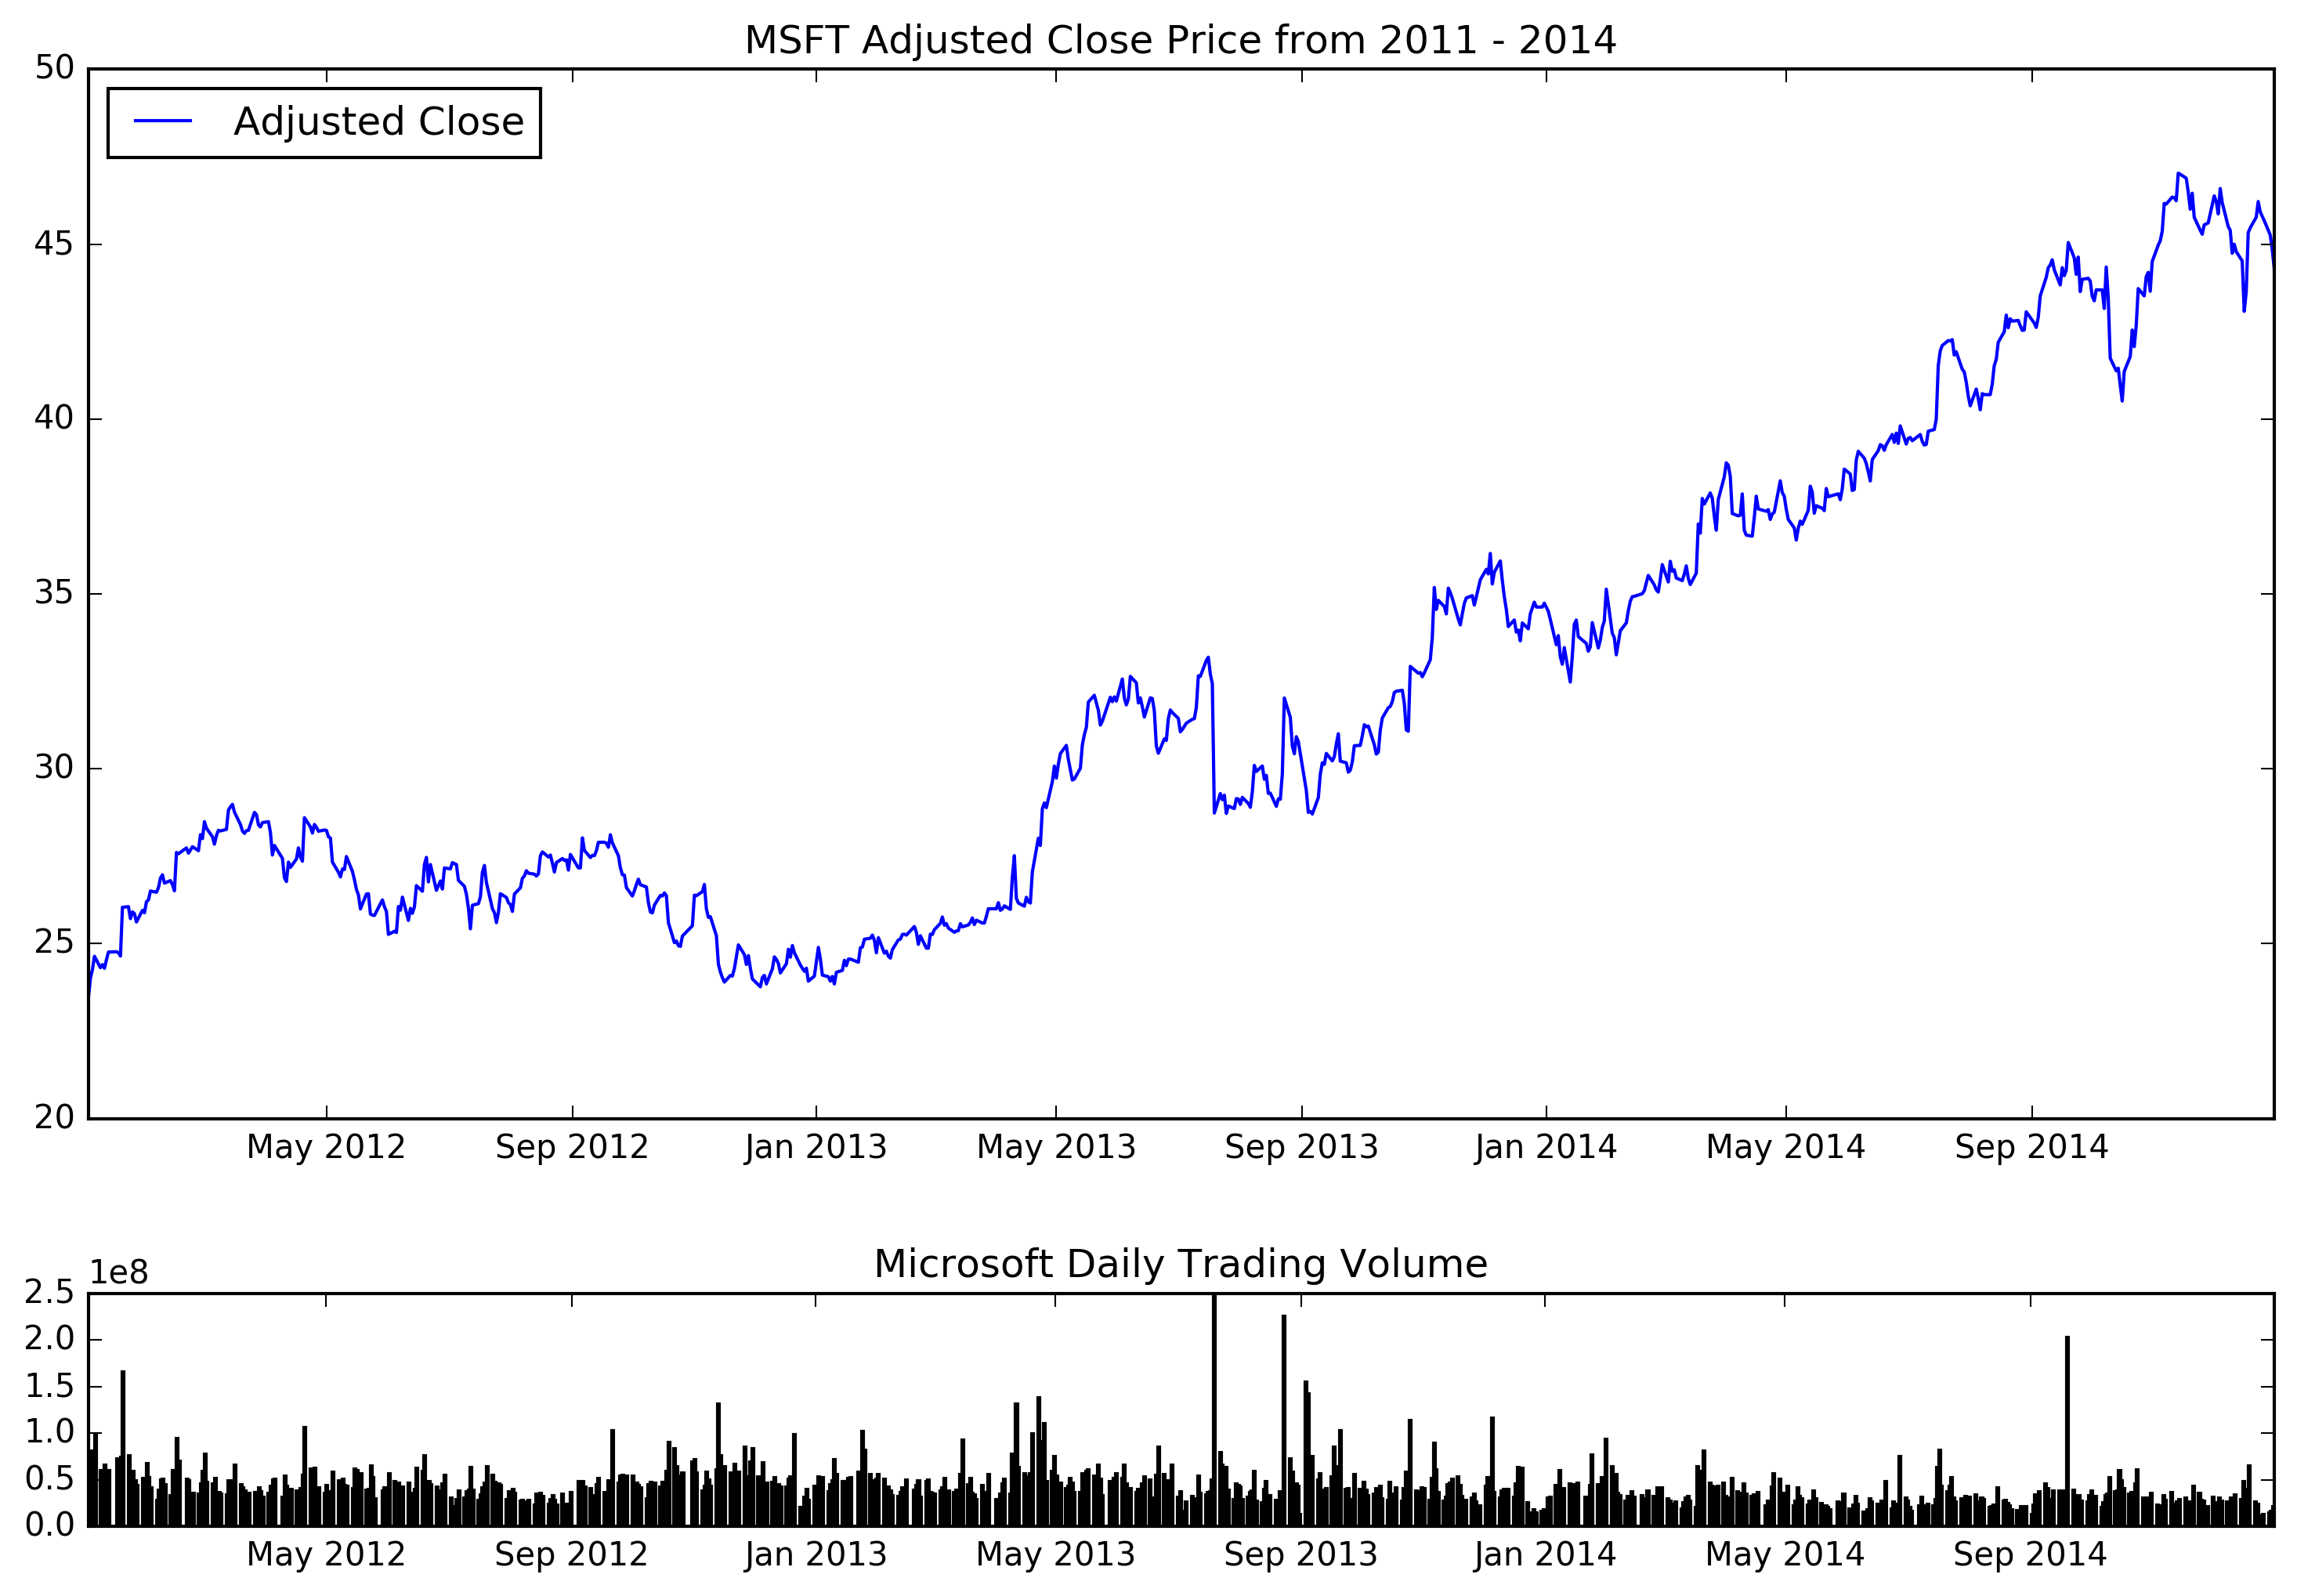 MSFT Adjusted Close Price from 2011 - 2014
50
Adjusted Close
45
40
35
30
25
20
May 2012 Sep 2012 Jan 2013 May 2013 Sep 2013 Jan 2014 May 2014 Sep 2014
Microsoft Daily Trading Volume
1e8
2.5
2.0
1.5
1.0
0.5
0.0
May 2012 Sep 2012 Jan 2013 May 2013 Sep 2013 Jan 2014 May 2014 Sep 2014